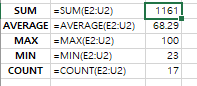 SUM =SUM(E2:U2) 1161
AVERAGE =AVERAGE(E2:U2) 68.29
MAX =MAX(E2:U2) 100
MIN =MIN(E2:U2) 23
COUNT =COUNT(E2:U2) 17